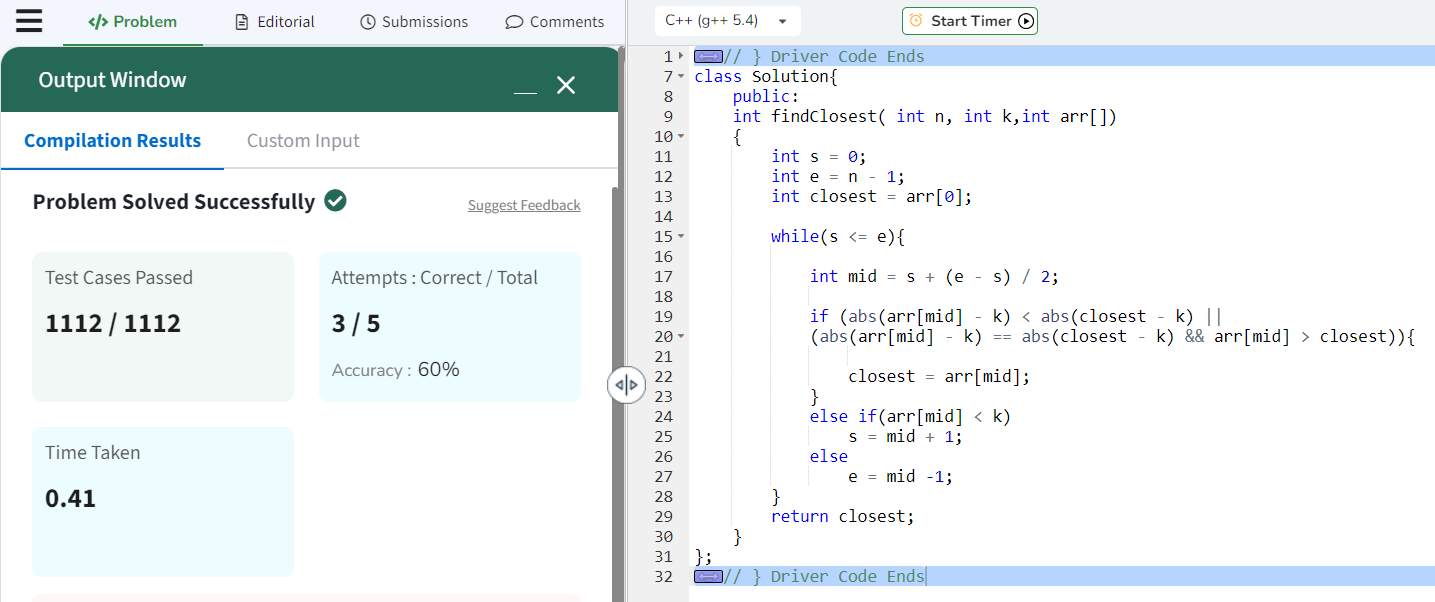 </> Problem
Editorial
Submissions
Comments
C++ (g++ 5.4)
Start Timer
Output Window
Compilation Results
Custom Input
Problem Solved Successfully
Suggest Feedback
Test Cases Passed
1112 / 1112
Attempts : Correct / Total
3 / 5
Accuracy : 60%
Time Taken
0.41
1 // } Driver Code Ends
7 class Solution{
8 public:
9 int findClosest( int n, int k,int arr[])
10 {
11 int s = 0;
12 int e = n - 1;
13 int closest = arr[0];
14
15 while(s <= e){
16
17 int mid = s + (e - s) / 2;
18
19 if (abs(arr[mid] - k) < abs(closest - k) ||
20 (abs(arr[mid] - k) == abs(closest - k) && arr[mid] > closest)){
21
22 closest = arr[mid];
23 }
24 else if(arr[mid] < k)
25 s = mid + 1;
26 else
27 e = mid -1;
28 }
29 return closest;
30 }
31 };
32 // } Driver Code Ends